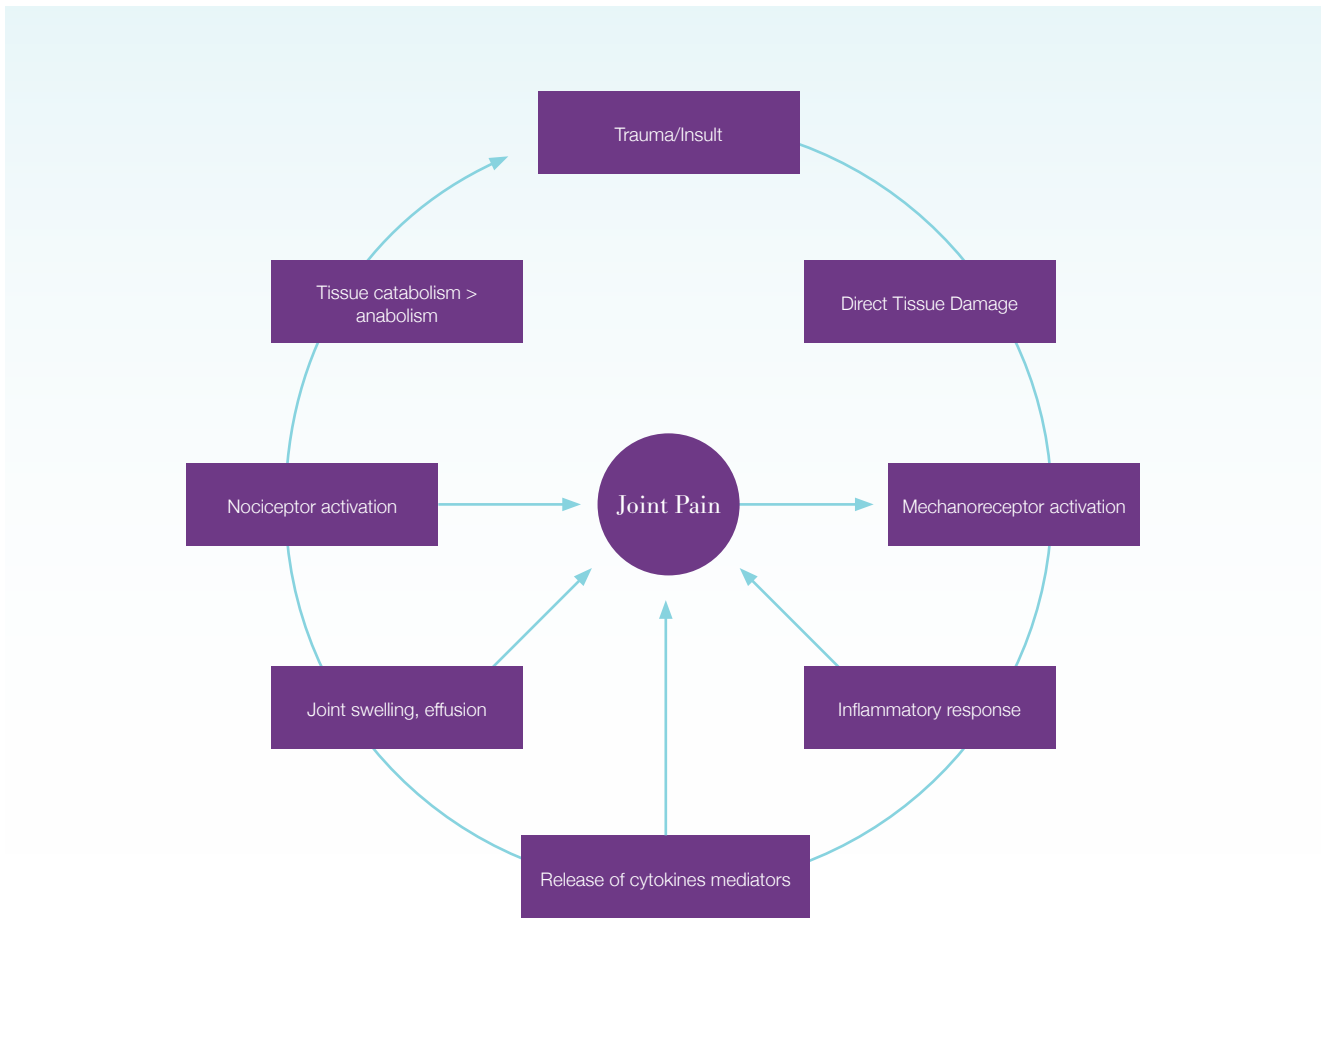 Trauma/Insult
Tissue catabolism >
anabolism
Direct Tissue Damage
Nociceptor activation
Joint Pain
Mechanoreceptor activation
Joint swelling, effusion
Inflammatory response
Release of cytokines mediators